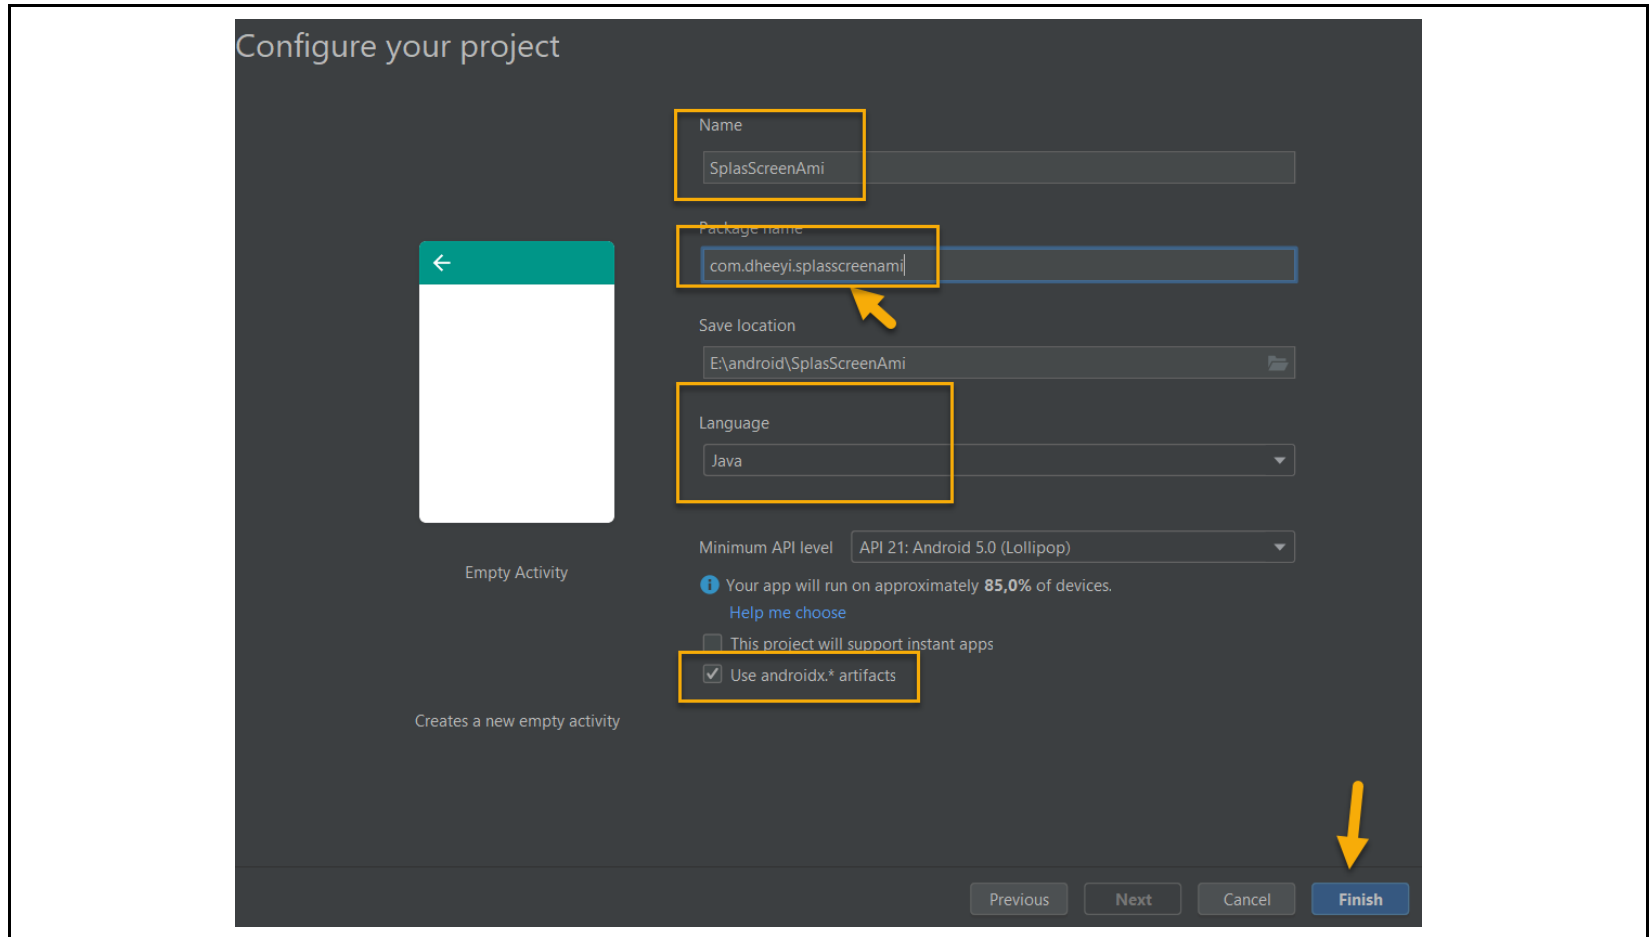 Configure your project
Name
SplasScreenAmi
Package name
com.dheeyi.splasscreenami
Save location
E:\android\SplasScreenAmi
Language
Java
Minimum API level API 21: Android 5.0 (Lollipop)
Your app will run on approximately 85,0% of devices.
Help me choose
This project will support instant apps
Use androidx.* artifacts
Empty Activity
Creates a new empty activity
Previous Next Cancel Finish